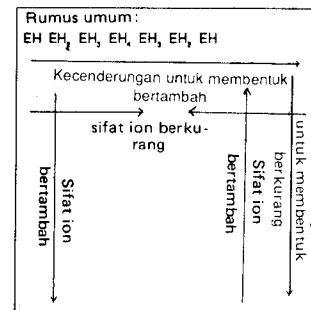 Rumus umum:
EH EH₂ EH₃ EH₄ EH₃ EH₂ EH
Kecenderungan untuk membentuk
bertambah
sifat ion berku-
rang
Sifat ion
bertambah
Sifat ion
bertambah
untuk membentuk
berkurang